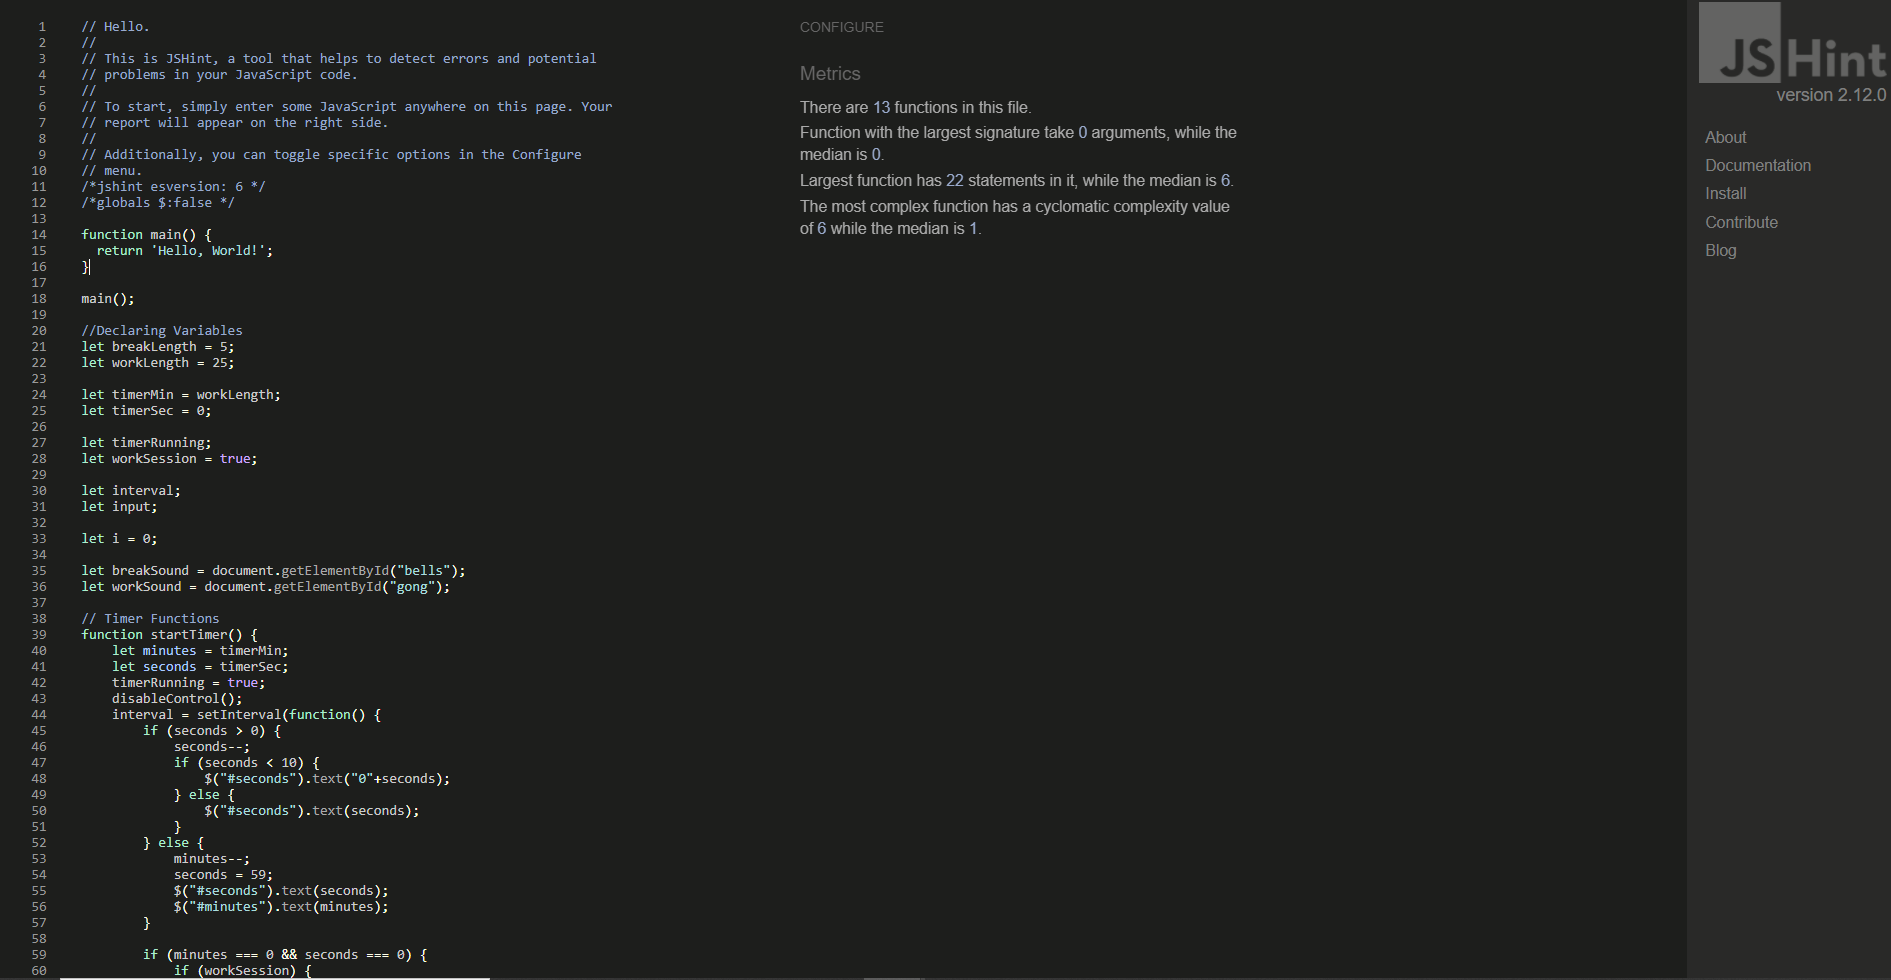 1 // Hello.
2 //
3 // This is JSHint, a tool that helps to detect errors and potential
4 // problems in your JavaScript code.
5 //
6 // To start, simply enter some JavaScript anywhere on this page. Your
7 // report will appear on the right side.
8 //
9 // Additionally, you can toggle specific options in the Configure
10 // menu.
11 /*jshint esversion: 6 */
12 /*globals $:false */
13
14 function main() {
15   return 'Hello, World!';
16 }
17
18 main();
19
20 //Declaring Variables
21 let breakLength = 5;
22 let workLength = 25;
23
24 let timerMin = workLength;
25 let timerSec = 0;
26
27 let timerRunning;
28 let workSession = true;
29
30 let interval;
31 let input;
32
33 let i = 0;
34
35 let breakSound = document.getElementById("bells");
36 let workSound = document.getElementById("gong");
37
38 // Timer Functions
39 function startTimer() {
40     let minutes = timerMin;
41     let seconds = timerSec;
42     timerRunning = true;
43     disableControl();
44     interval = setInterval(function() {
45         if (seconds > 0) {
46             seconds--;
47             if (seconds < 10) {
48                 $("#seconds").text("0"+seconds);
49             } else {
50                 $("#seconds").text(seconds);
51             }
52         } else {
53             minutes--;
54             seconds = 59;
55             $("#seconds").text(seconds);
56             $("#minutes").text(minutes);
57         }
58
59         if (minutes === 0 && seconds === 0) {
60             if (workSession) {
CONFIGURE
Metrics
There are 13 functions in this file.
Function with the largest signature take 0 arguments, while the
median is 0.
Largest function has 22 statements in it, while the median is 6.
The most complex function has a cyclomatic complexity value
of 6 while the median is 1.
JSHint
version 2.12.0
About
Documentation
Install
Contribute
Blog